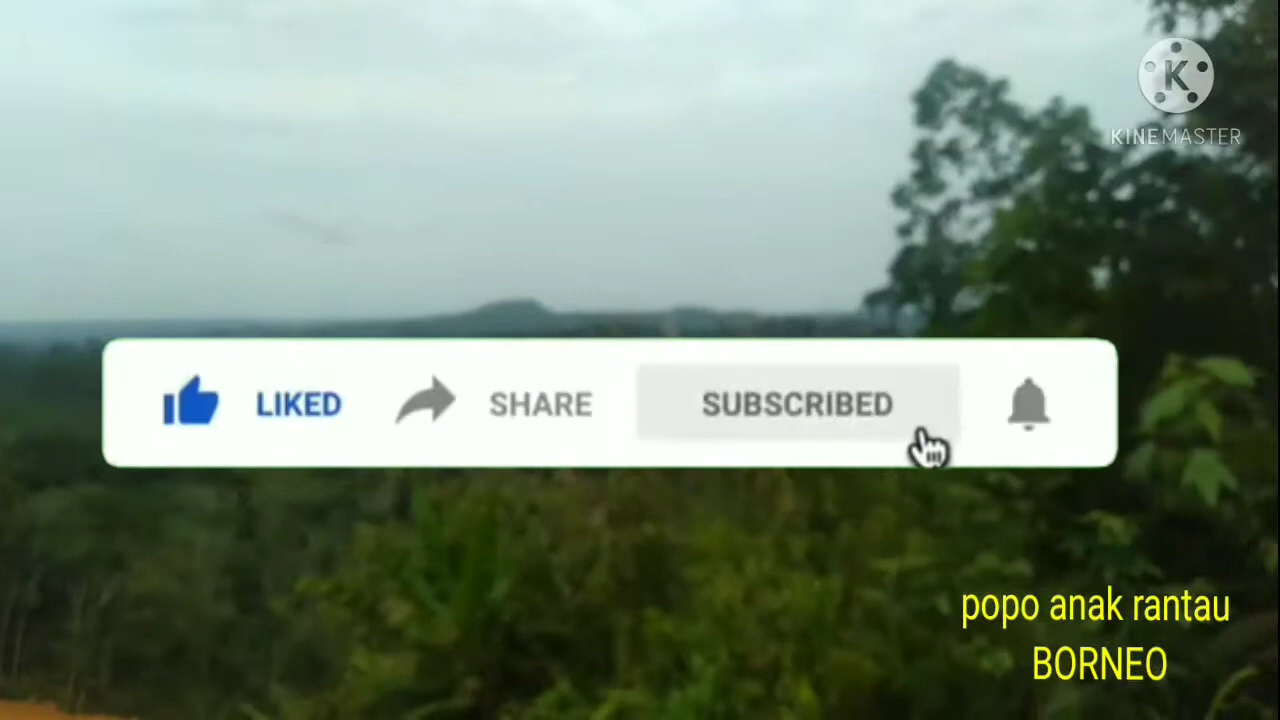 K
KINEMASTER
LIKED SHARE SUBSCRIBED
popo anak rantau
BORNEO